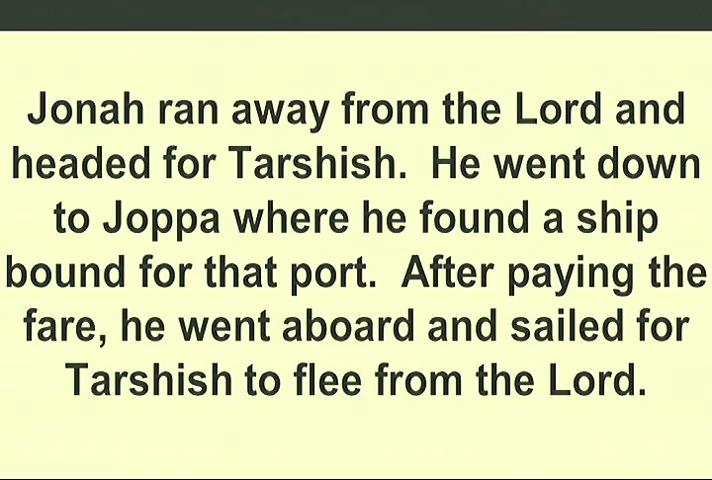 Jonah ran away from the Lord and
headed for Tarshish.  He went down
to Joppa where he found a ship
bound for that port.  After paying the
fare, he went aboard and sailed for
Tarshish to flee from the Lord.